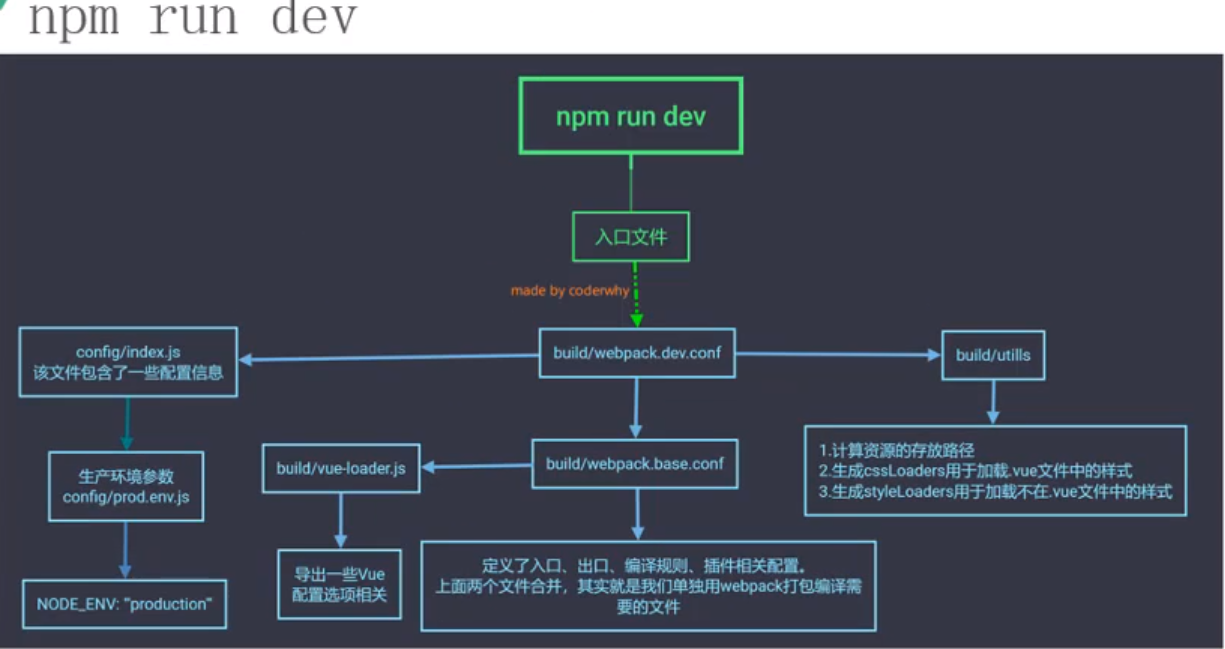 npm run dev
npm run dev
入口文件
made by coderwhy
config/index.js
该文件包含了一些配置信息
build/webpack.dev.conf
build/utills
生产环境参数
config/prod.env.js
build/vue-loader.js
build/webpack.base.conf
1.计算资源的存放路径
2.生成cssLoaders用于加载.vue文件中的样式
3.生成styleLoaders用于加载不在.vue文件中的样式
NODE_ENV: "production"
导出一些Vue
配置选项相关
定义了入口、出口、编译规则、插件相关配置。
上面两个文件合并，其实就是我们单独用webpack打包编译需
要的文件